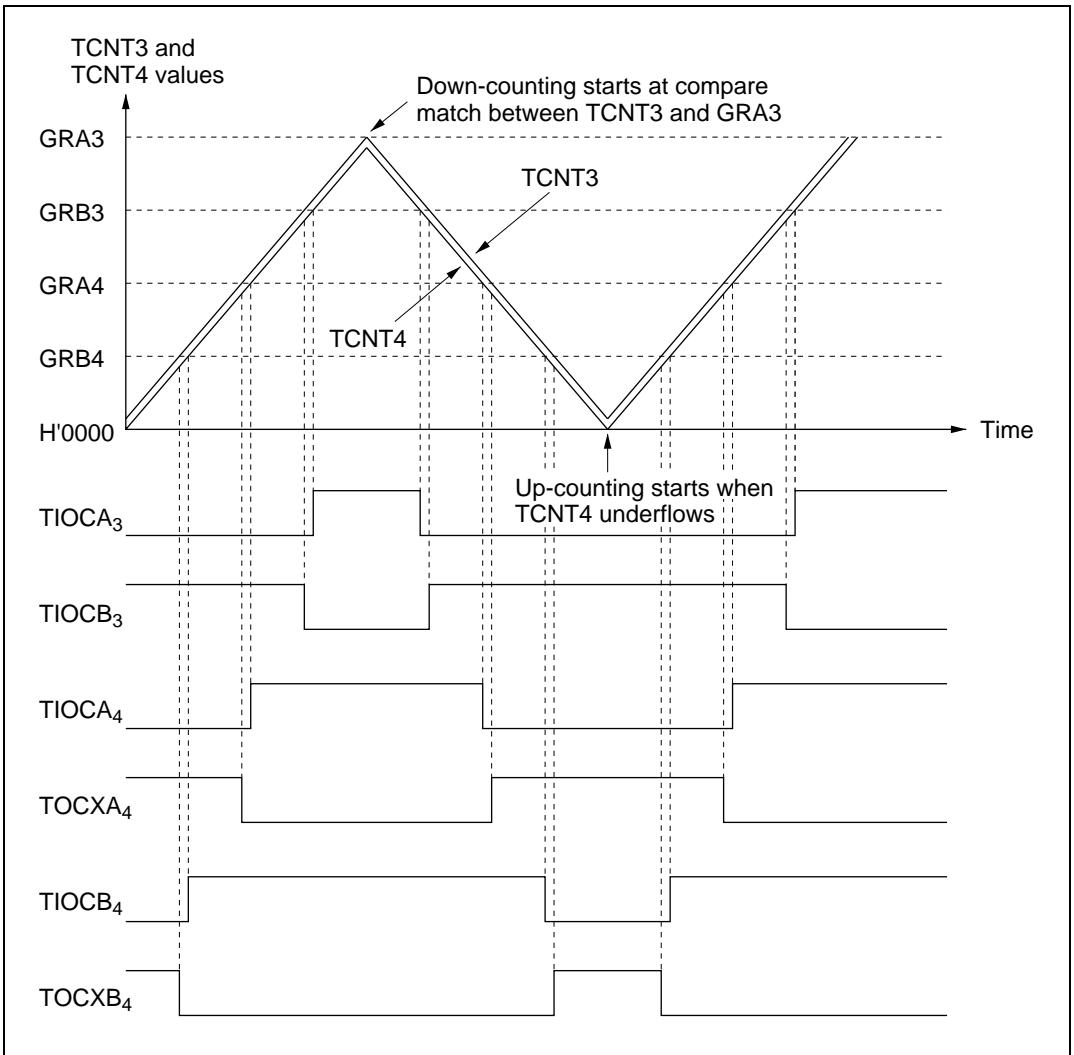 TCNT3 and
TCNT4 values
Down-counting starts at compare
match between TCNT3 and GRA3
GRA3
TCNT3
GRB3
GRA4
TCNT4
GRB4
H'0000
Time
Up-counting starts when
TCNT4 underflows
TIOCA3
TIOCB3
TIOCA4
TOCXA4
TIOCB4
TOCXB4